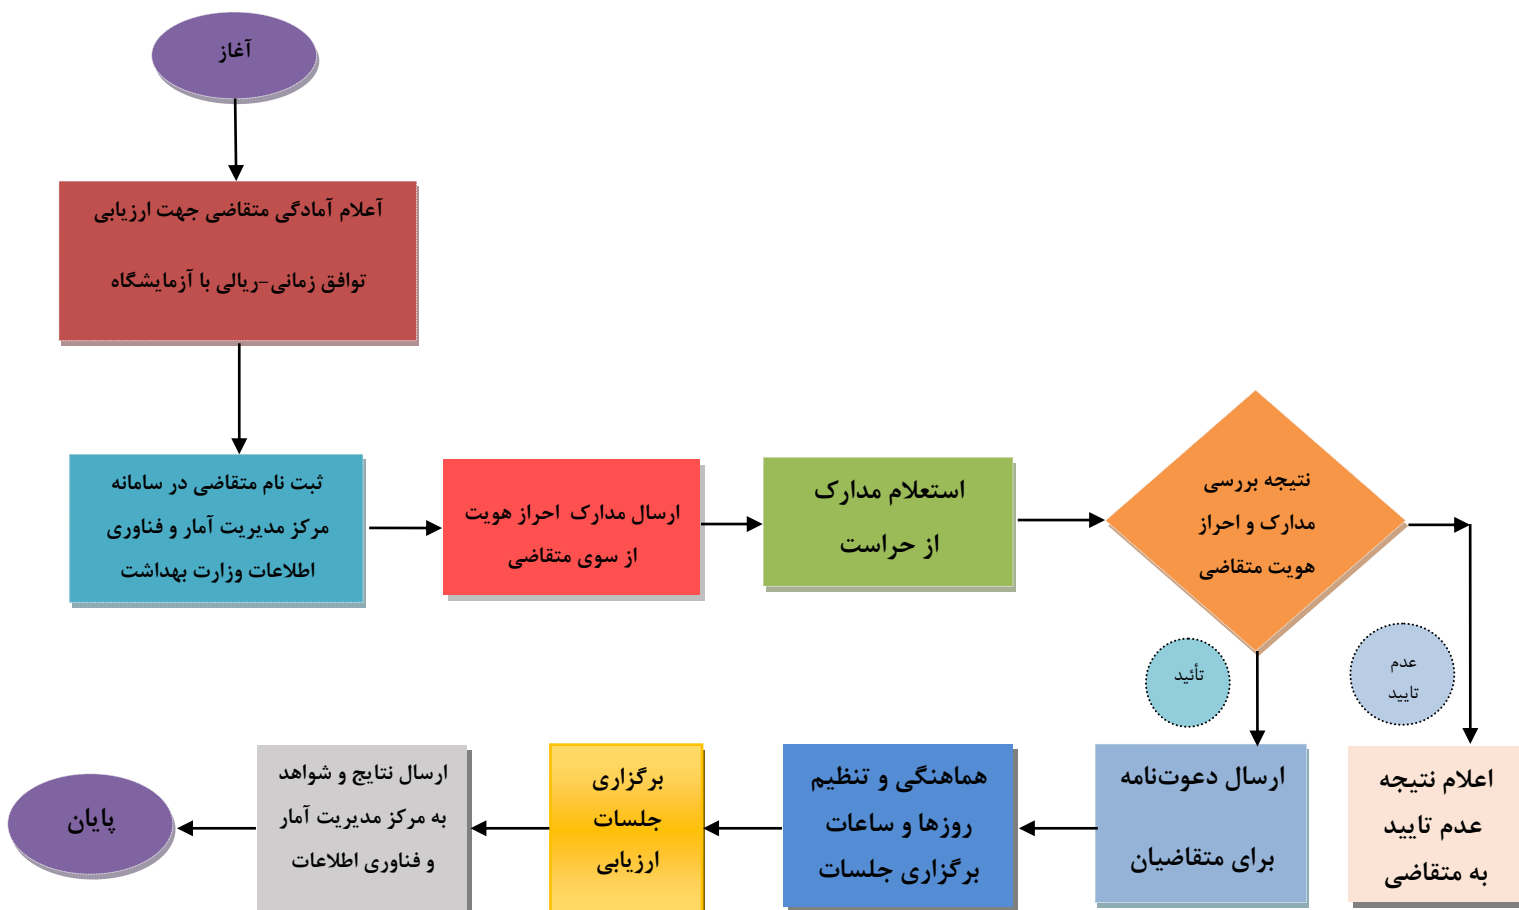 آغاز
آعلام آمادگی متقاضی جهت ارزیابی
توافق زمانی-ریالی با آزمایشگاه
ثبت نام متقاضی در سامانه
مرکز مدیریت آمار و فناوری
اطلاعات وزارت بهداشت
ارسال مدارک احراز هویت
از سوی متقاضی
استعلام مدارک
از حراست
نتیجه بررسی
مدارک و احراز
هویت متقاضی
تأئید
عدم
تایید
اعلام نتیجه
عدم تایید
به متقاضی
ارسال دعوت‌نامه
برای متقاضیان
هماهنگی و تنظیم
روزها و ساعات
برگزاری جلسات
برگزاری
جلسات
ارزیابی
ارسال نتایج و شواهد
به مرکز مدیریت آمار
و فناوری اطلاعات
پایان